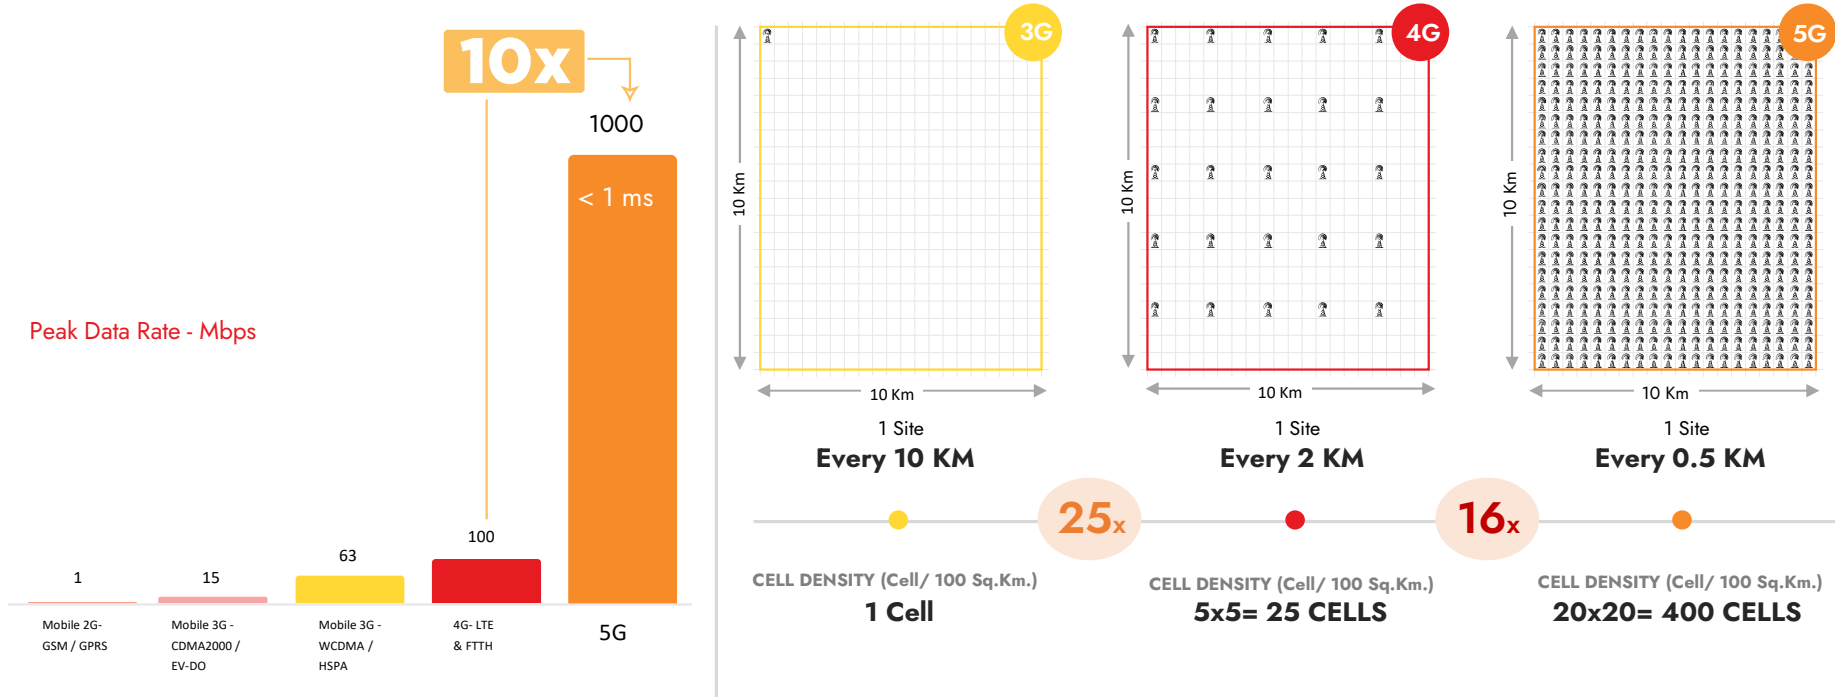 10x
1000
< 1 ms
Peak Data Rate - Mbps
1
15
63
100
Mobile 2G-
GSM / GPRS
Mobile 3G -
CDMA2000 /
EV-DO
Mobile 3G -
WCDMA /
HSPA
4G- LTE
& FTTH
5G
3G
10 Km
10 Km
1 Site
Every 10 KM
4G
10 Km
10 Km
1 Site
Every 2 KM
5G
10 Km
10 Km
1 Site
Every 0.5 KM
25x
16x
CELL DENSITY (Cell/ 100 Sq.Km.)
1 Cell
CELL DENSITY (Cell/ 100 Sq.Km.)
5x5= 25 CELLS
CELL DENSITY (Cell/ 100 Sq.Km.)
20x20= 400 CELLS